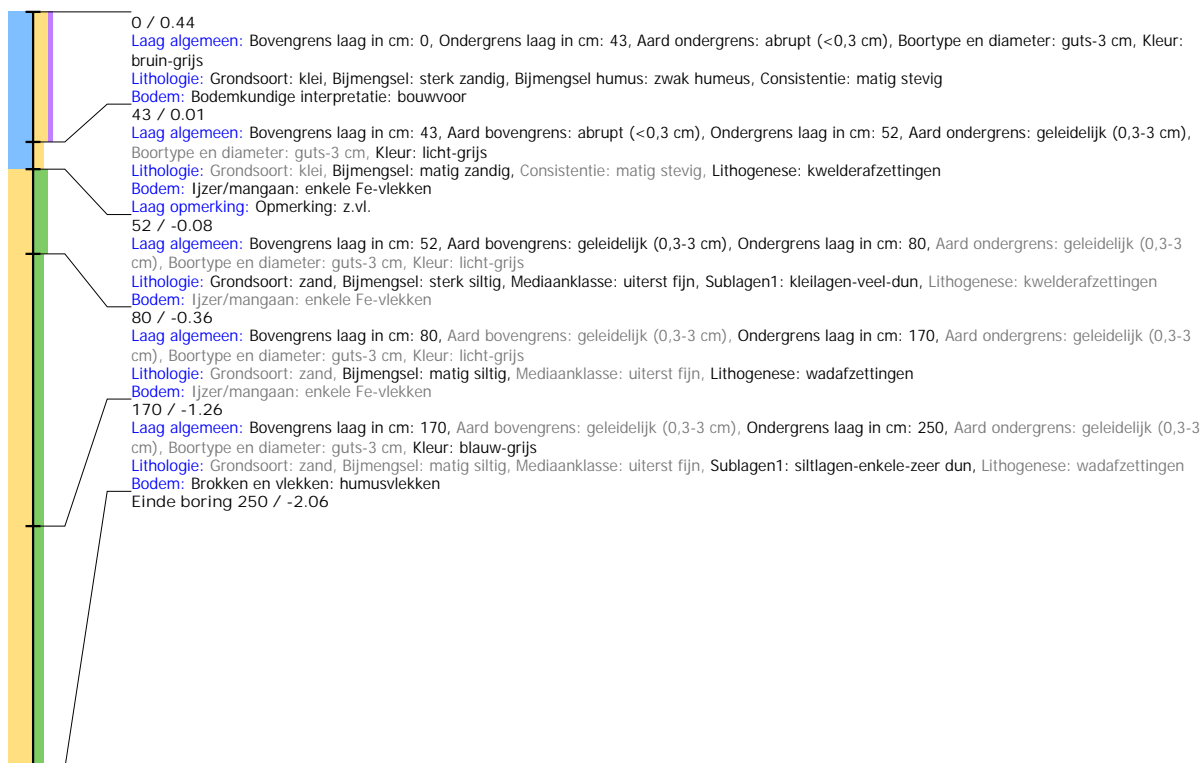 0 / 0.44
Laag algemeen: Bovengrens laag in cm: 0, Ondergrens laag in cm: 43, Aard ondergrens: abrupt (<0,3 cm), Boortype en diameter: guts-3 cm, Kleur:
bruin-grijs
Lithologie: Grondsoort: klei, Bijmengsel: sterk zandig, Bijmengsel humus: zwak humeus, Consistentie: matig stevig
Bodem: Bodemkundige interpretatie: bouwvoor
43 / 0.01
Laag algemeen: Bovengrens laag in cm: 43, Aard bovengrens: abrupt (<0,3 cm), Ondergrens laag in cm: 52, Aard ondergrens: geleidelijk (0,3-3 cm),
Boortype en diameter: guts-3 cm, Kleur: licht-grijs
Lithologie: Grondsoort: klei, Bijmengsel: matig zandig, Consistentie: matig stevig, Lithogenese: kwelderafzettingen
Bodem: Ijzer/mangaan: enkele Fe-vlekken
Laag opmerking: Opmerking: z.vl.
52 / -0.08
Laag algemeen: Bovengrens laag in cm: 52, Aard bovengrens: geleidelijk (0,3-3 cm), Ondergrens laag in cm: 80, Aard ondergrens: geleidelijk (0,3-3
cm), Boortype en diameter: guts-3 cm, Kleur: licht-grijs
Lithologie: Grondsoort: zand, Bijmengsel: sterk siltig, Mediaanklasse: uiterst fijn, Sublagen1: kleilagen-veel-dun, Lithogenese: kwelderafzettingen
Bodem: Ijzer/mangaan: enkele Fe-vlekken
80 / -0.36
Laag algemeen: Bovengrens laag in cm: 80, Aard bovengrens: geleidelijk (0,3-3 cm), Ondergrens laag in cm: 170, Aard ondergrens: geleidelijk (0,3-3
cm), Boortype en diameter: guts-3 cm, Kleur: licht-grijs
Lithologie: Grondsoort: zand, Bijmengsel: matig siltig, Mediaanklasse: uiterst fijn, Lithogenese: wadafzettingen
Bodem: Ijzer/mangaan: enkele Fe-vlekken
170 / -1.26
Laag algemeen: Bovengrens laag in cm: 170, Aard bovengrens: geleidelijk (0,3-3 cm), Ondergrens laag in cm: 250, Aard ondergrens: geleidelijk (0,3-3
cm), Boortype en diameter: guts-3 cm, Kleur: blauw-grijs
Lithologie: Grondsoort: zand, Bijmengsel: matig siltig, Mediaanklasse: uiterst fijn, Sublagen1: siltlagen-enkele-zeer dun, Lithogenese: wadafzettingen
Bodem: Brokken en vlekken: humusvlekken
Einde boring 250 / -2.06